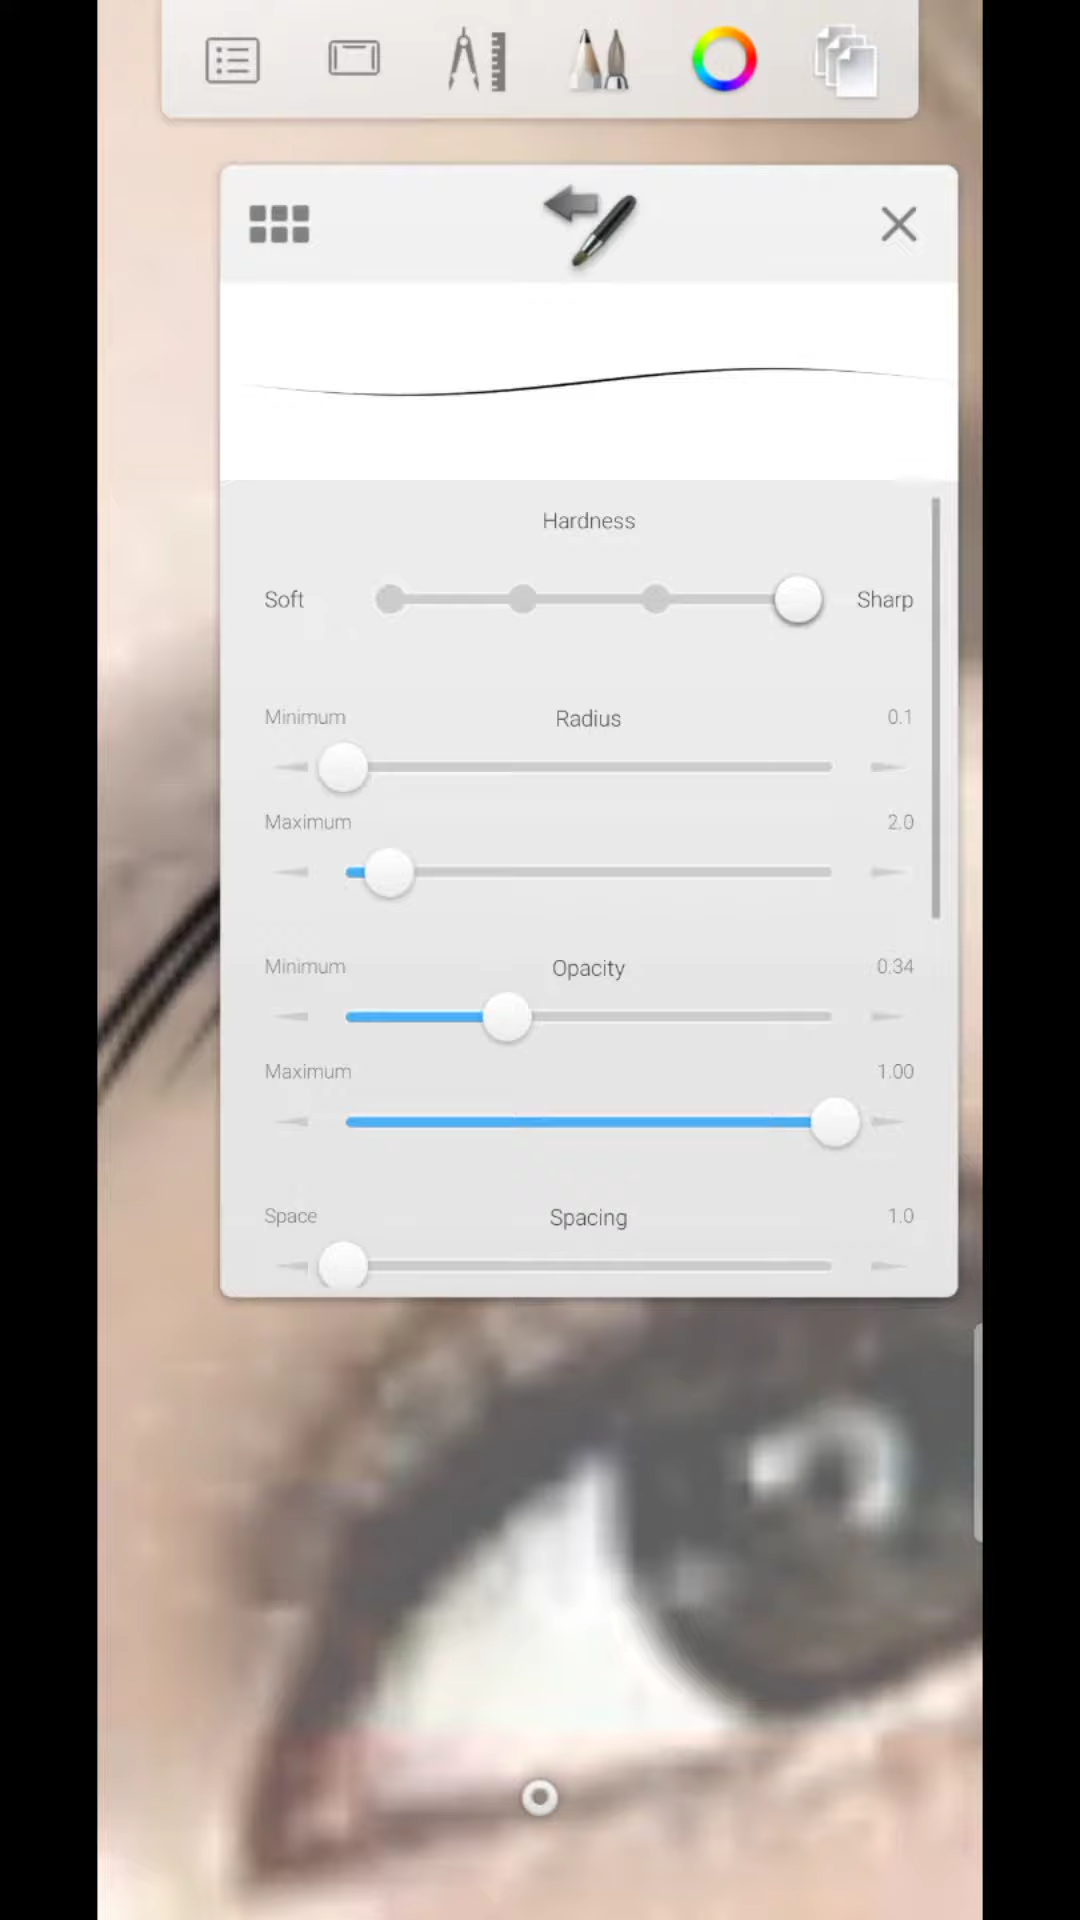 Hardness
Soft Sharp
Minimum Radius 0.1
Maximum 2.0
Minimum Opacity 0.34
Maximum 1.00
Space Spacing 1.0